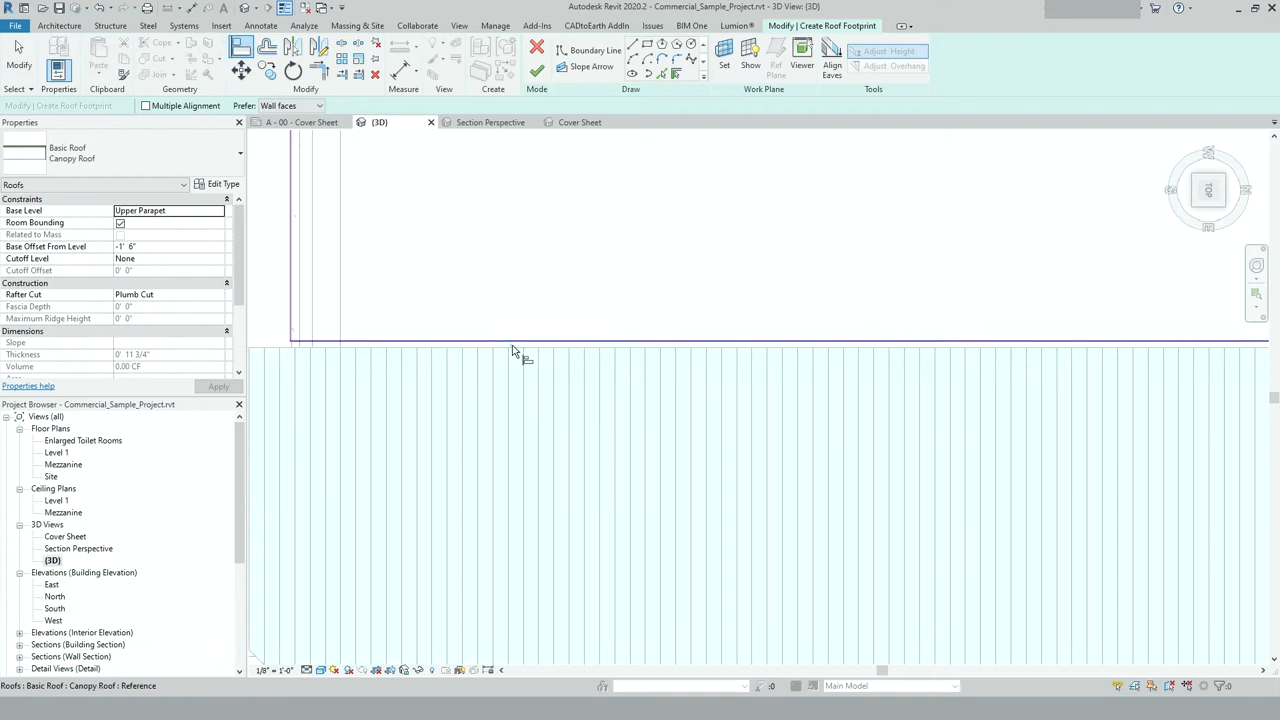 Autodesk Revit 2020.2 - Commercial_Sample_Project.rvt - 3D View: {3D}
File Architecture Structure Steel Systems Insert Annotate Analyze Massing & Site Collaborate View Manage Add-Ins CADtoEarth AddIn Issues BIM One Lumion® Modify | Create Roof Footprint
Modify
Paste
Cope
Cut
Join
Boundary Line
Slope Arrow
Set Show Ref Plane Viewer
Align Eaves
Adjust Height
Adjust Overhang
Select Properties Clipboard Geometry Modify Measure View Create Mode Draw Work Plane Tools
Modify | Create Roof Footprint Multiple Alignment Prefer: Wall faces
Properties
A - 00 - Cover Sheet {3D} Section Perspective Cover Sheet
Basic Roof
Canopy Roof
Roofs Edit Type
Constraints
Base Level Upper Parapet
Room Bounding
Related to Mass
Base Offset From Level -1' 6"
Cutoff Level None
Cutoff Offset 0' 0"
Construction
Rafter Cut Plumb Cut
Fascia Depth 0' 0"
Maximum Ridge Height 0' 0"
Dimensions
Slope
Thickness 0' 11 3/4"
Volume 0.00 CF
Properties help Apply
Project Browser - Commercial_Sample_Project.rvt
Views (all)
Floor Plans
Enlarged Toilet Rooms
Level 1
Mezzanine
Site
Ceiling Plans
Level 1
Mezzanine
3D Views
Cover Sheet
Section Perspective
{3D}
Elevations (Building Elevation)
East
North
South
West
Elevations (Interior Elevation)
Sections (Building Section)
Sections (Wall Section)
Detail Views (Detail)
TOP
W
E
1/8" = 1'-0"
Roofs : Basic Roof : Canopy Roof : Reference
:0
Main Model
:0